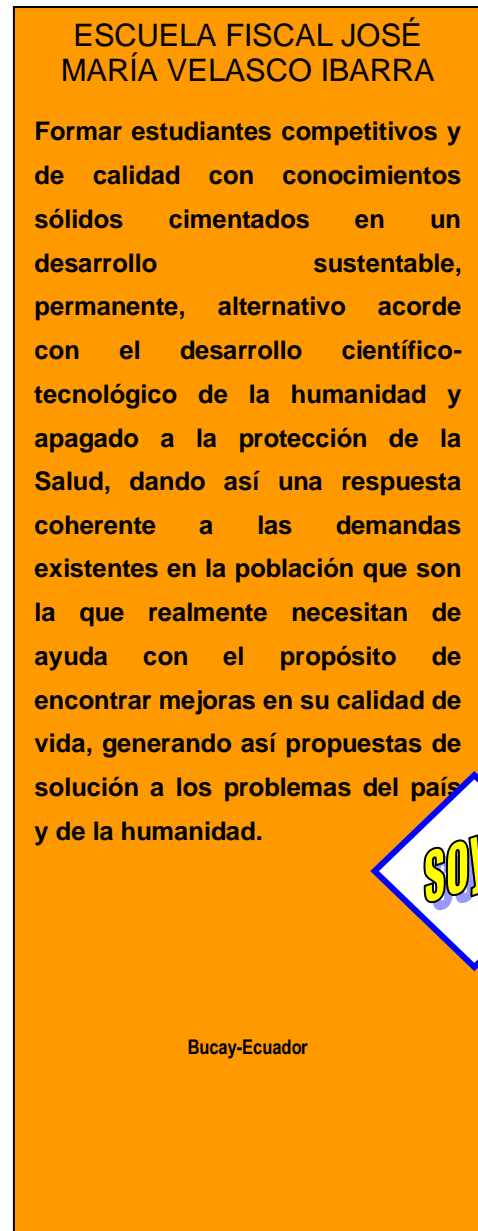 ESCUELA FISCAL JOSÉ
MARÍA VELASCO IBARRA
Formar estudiantes competitivos y
de calidad con conocimientos
sólidos cimentados en un
desarrollo sustentable,
permanente, alternativo acorde
con el desarrollo científico-
tecnológico de la humanidad y
apagado a la protección de la
Salud, dando así una respuesta
coherente a las demandas
existentes en la población que son
la que realmente necesitan de
ayuda con el propósito de
encontrar mejoras en su calidad de
vida, generando así propuestas de
solución a los problemas del país
y de la humanidad.
SOY
Bucay-Ecuador